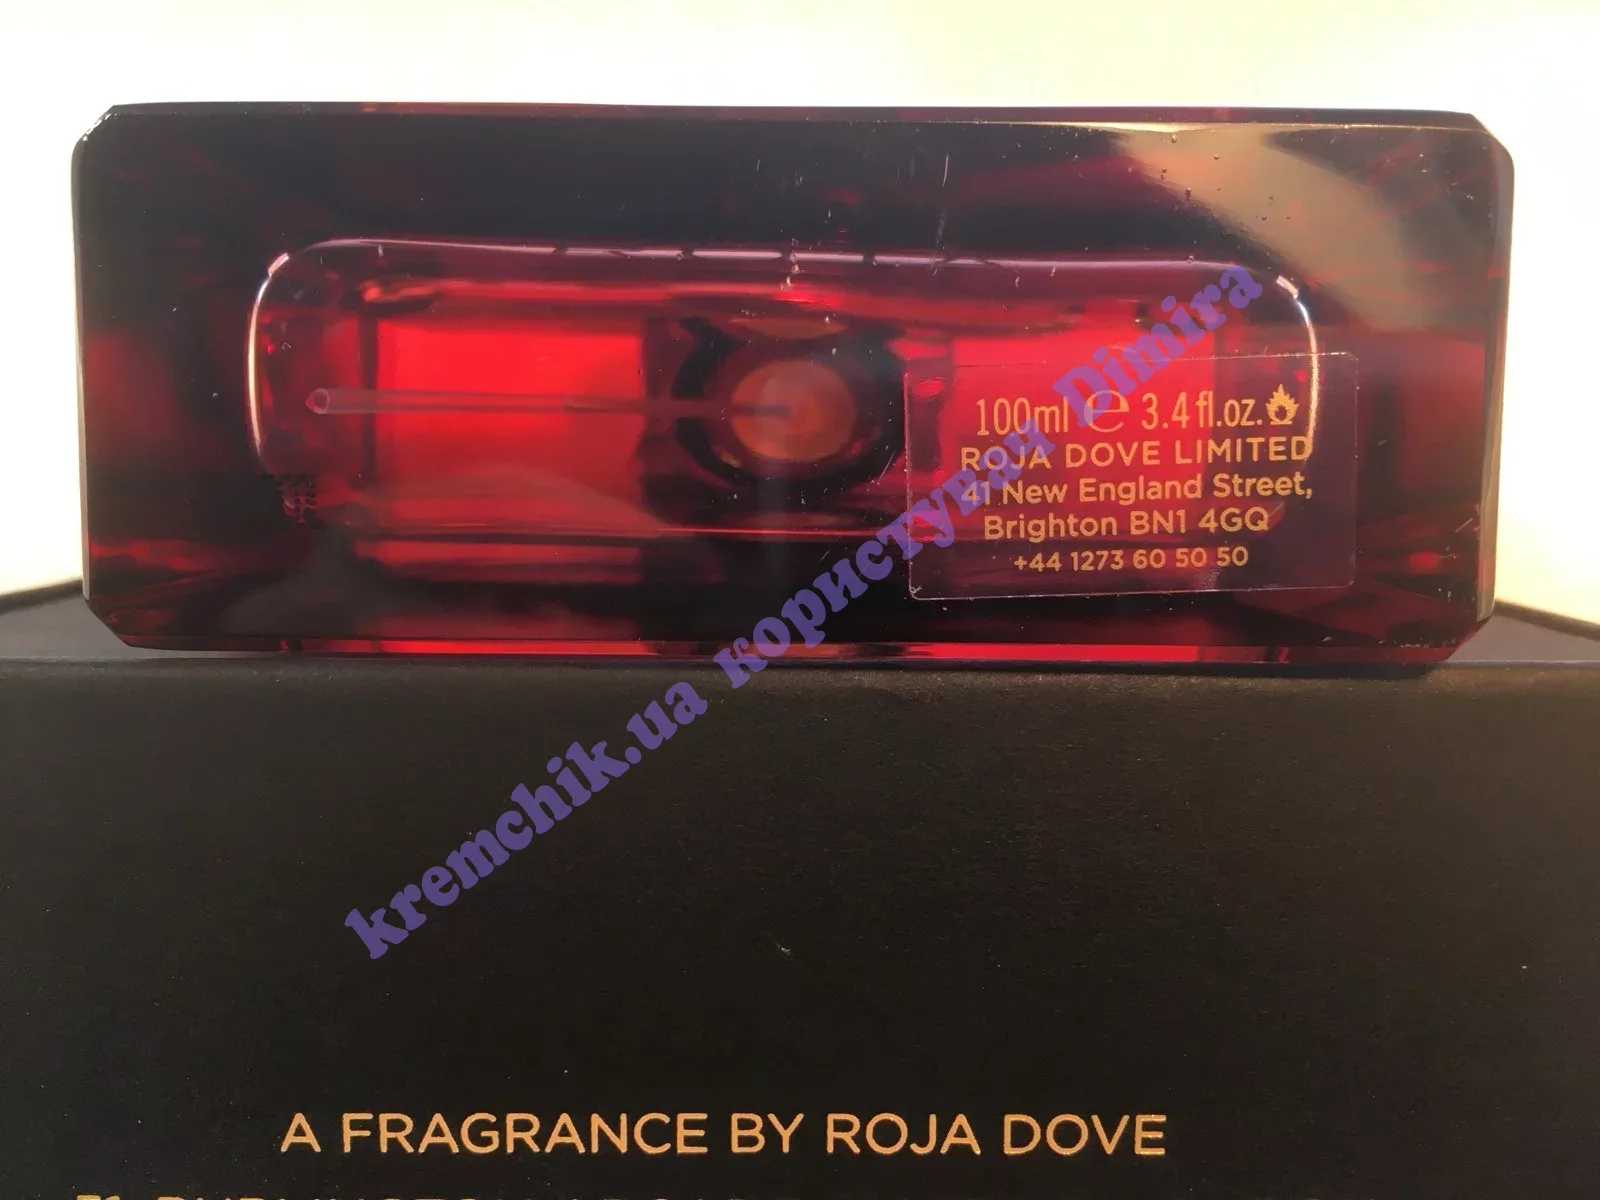 100ml ℮ 3.4 fl.oz.
ROJA DOVE LIMITED
41 New England Street,
Brighton BN1 4GQ
+44 1273 60 50 50
kremchik.ua користувач Dimira
A FRAGRANCE BY ROJA DOVE